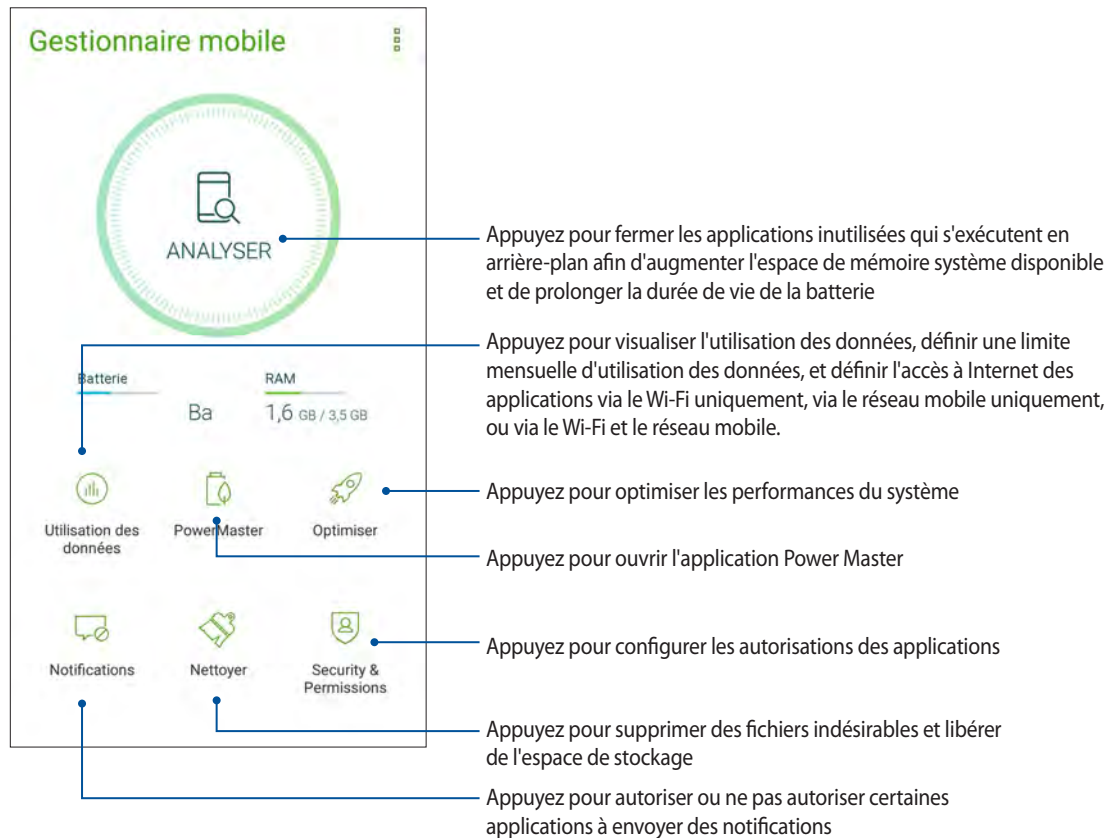 Gestionnaire mobile
ANALYSER
Appuyez pour fermer les applications inutilisées qui s'exécutent en
arrière-plan afin d'augmenter l'espace de mémoire système disponible
et de prolonger la durée de vie de la batterie
Appuyez pour visualiser l'utilisation des données, définir une limite
mensuelle d'utilisation des données, et définir l'accès à Internet des
applications via le Wi-Fi uniquement, via le réseau mobile uniquement,
ou via le Wi-Fi et le réseau mobile.
Batterie
RAM
Ba
1,6 GB / 3,5 GB
Appuyez pour optimiser les performances du système
Utilisation des
données
PowerMaster
Optimiser
Appuyez pour ouvrir l'application Power Master
Appuyez pour configurer les autorisations des applications
Notifications
Nettoyer
Security &
Permissions
Appuyez pour supprimer des fichiers indésirables et libérer
de l'espace de stockage
Appuyez pour autoriser ou ne pas autoriser certaines
applications à envoyer des notifications